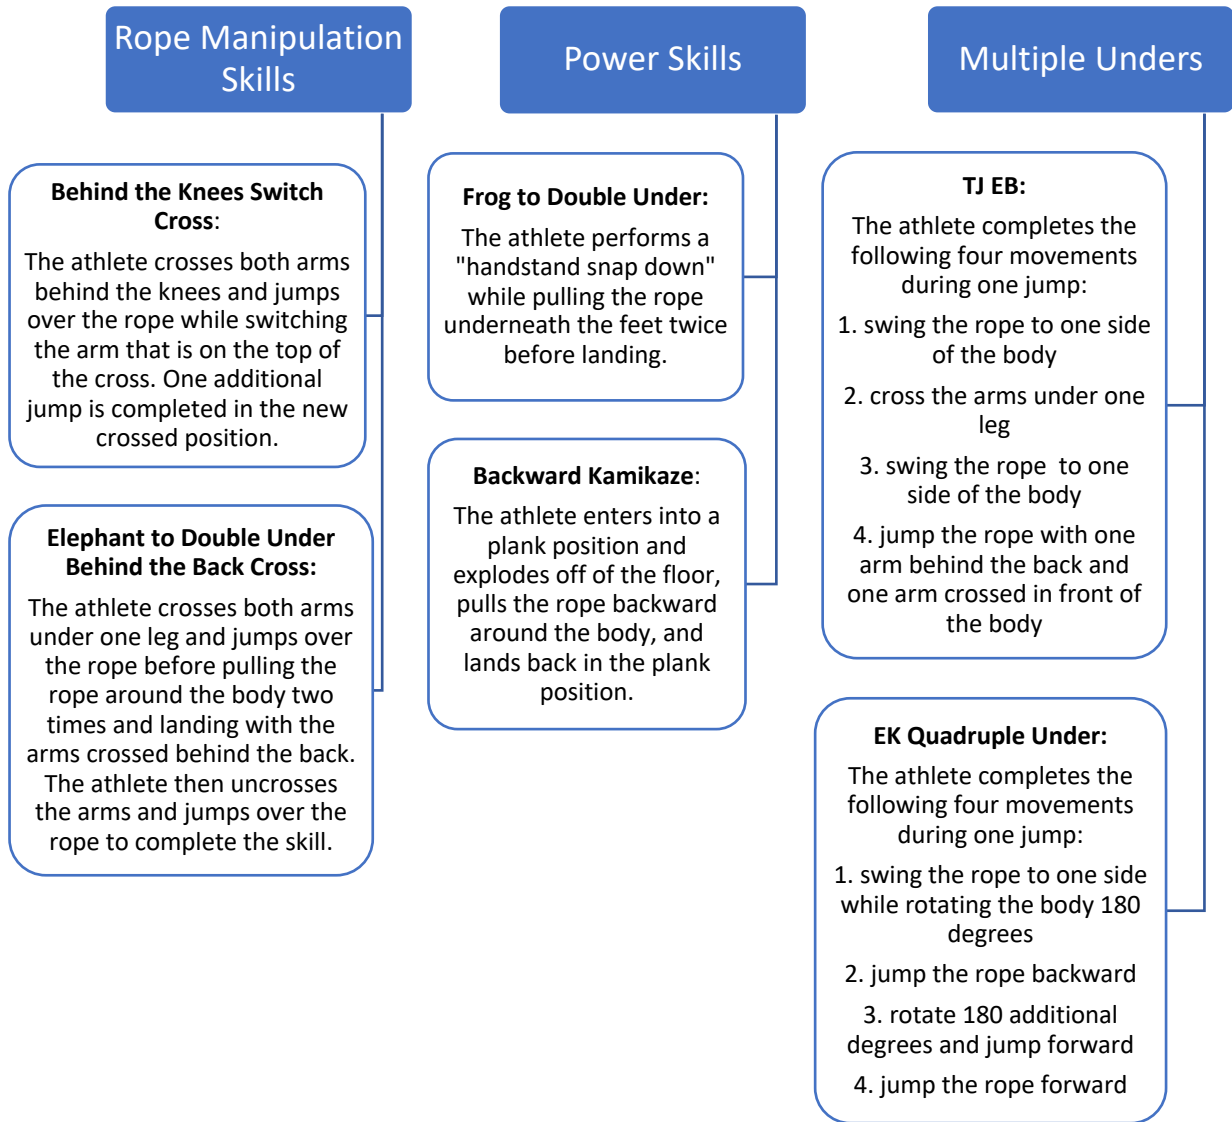 Rope Manipulation
Skills
Behind the Knees Switch
Cross:
The athlete crosses both arms
behind the knees and jumps
over the rope while switching
the arm that is on the top of
the cross. One additional
jump is completed in the new
crossed position.
Elephant to Double Under
Behind the Back Cross:
The athlete crosses both arms
under one leg and jumps over
the rope before pulling the
rope around the body two
times and landing with the
arms crossed behind the back.
The athlete then uncrosses
the arms and jumps over the
rope to complete the skill.
Power Skills
Frog to Double Under:
The athlete performs a
"handstand snap down"
while pulling the rope
underneath the feet twice
before landing.
Backward Kamikaze:
The athlete enters into a
plank position and
explodes off of the floor,
pulls the rope backward
around the body, and
lands back in the plank
position.
Multiple Unders
TJ EB:
The athlete completes the
following four movements
during one jump:
1. swing the rope to one side
of the body
2. cross the arms under one
leg
3. swing the rope  to one
side of the body
4. jump the rope with one
arm behind the back and
one arm crossed in front of
the body
EK Quadruple Under:
The athlete completes the
following four movements
during one jump:
1. swing the rope to one side
while rotating the body 180
degrees
2. jump the rope backward
3. rotate 180 additional
degrees and jump forward
4. jump the rope forward